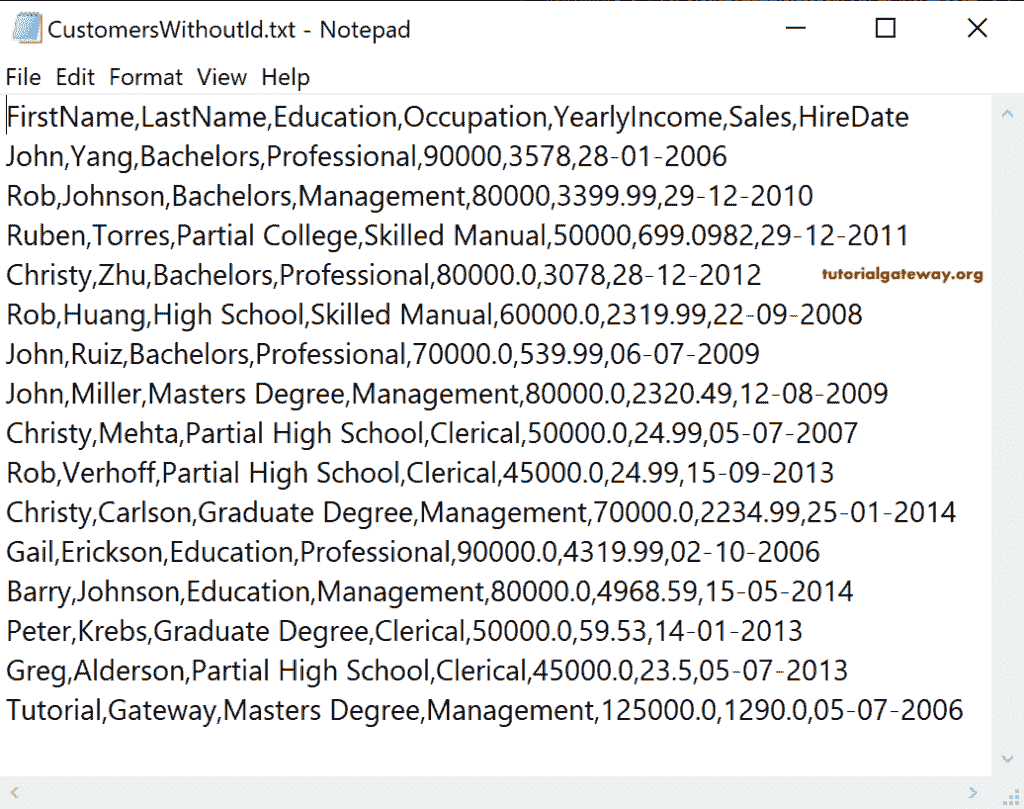 CustomersWithoutId.txt - Notepad
File Edit Format View Help
FirstName,LastName,Education,Occupation,YearlyIncome,Sales,HireDate
John,Yang,Bachelors,Professional,90000,3578,28-01-2006
Rob,Johnson,Bachelors,Management,80000,3399.99,29-12-2010
Ruben,Torres,Partial College,Skilled Manual,50000,699.0982,29-12-2011
Christy,Zhu,Bachelors,Professional,80000.0,3078,28-12-2012
tutorialgateway.org
Rob,Huang,High School,Skilled Manual,60000.0,2319.99,22-09-2008
John,Ruiz,Bachelors,Professional,70000.0,539.99,06-07-2009
John,Miller,Masters Degree,Management,80000.0,2320.49,12-08-2009
Christy,Mehta,Partial High School,Clerical,50000.0,24.99,05-07-2007
Rob,Verhoff,Partial High School,Clerical,45000.0,24.99,15-09-2013
Christy,Carlson,Graduate Degree,Management,70000.0,2234.99,25-01-2014
Gail,Erickson,Education,Professional,90000.0,4319.99,02-10-2006
Barry,Johnson,Education,Management,80000.0,4968.59,15-05-2014
Peter,Krebs,Graduate Degree,Clerical,50000.0,59.53,14-01-2013
Greg,Alderson,Partial High School,Clerical,45000.0,23.5,05-07-2013
Tutorial,Gateway,Masters Degree,Management,125000.0,1290.0,05-07-2006